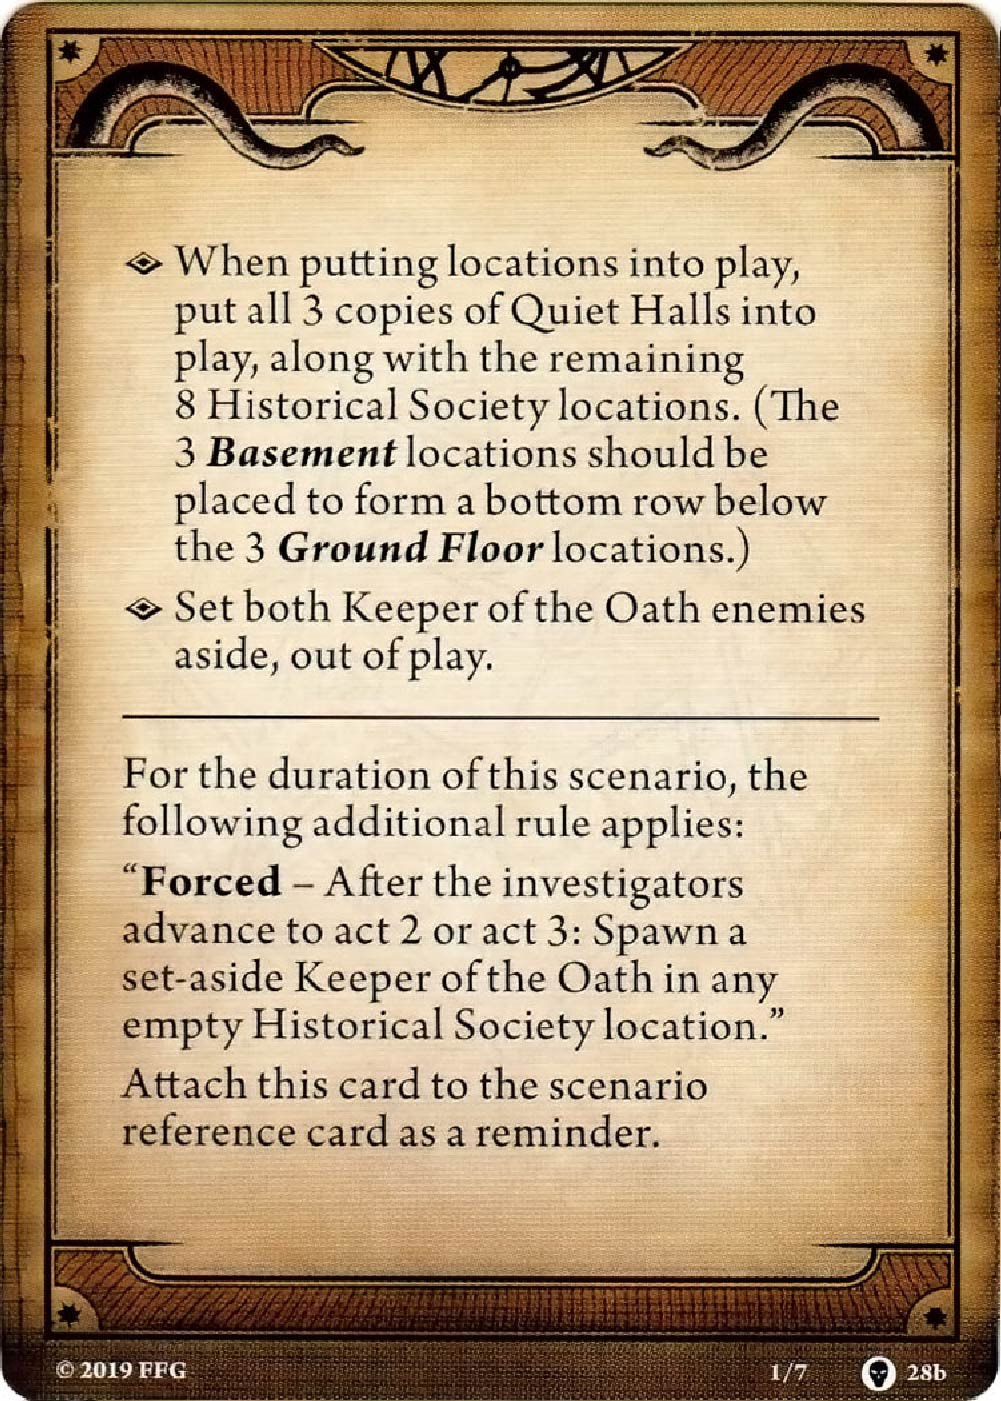 When putting locations into play,
put all 3 copies of Quiet Halls into
play, along with the remaining
8 Historical Society locations. (The
3 Basement locations should be
placed to form a bottom row below
the 3 Ground Floor locations.)
Set both Keeper of the Oath enemies
aside, out of play.
For the duration of this scenario, the
following additional rule applies:
“Forced – After the investigators
advance to act 2 or act 3: Spawn a
set-aside Keeper of the Oath in any
empty Historical Society location.”
Attach this card to the scenario
reference card as a reminder.
© 2019 FFG
1/7
28b